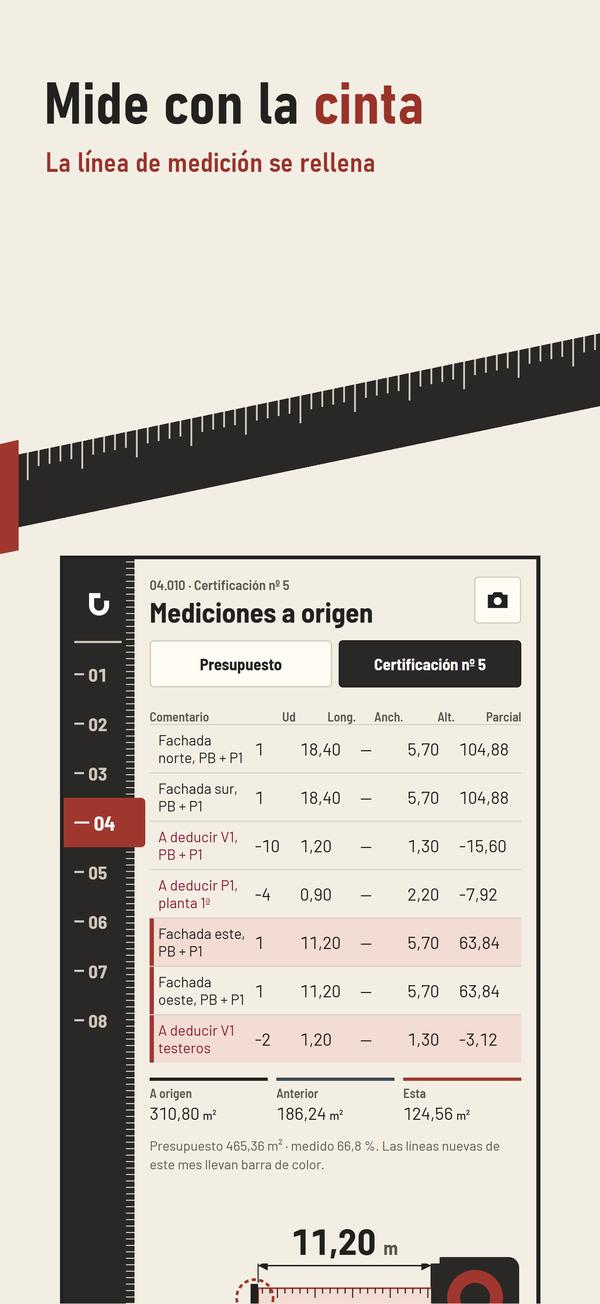 Mide con la cinta
La línea de medición se rellena
04.010 · Certificación nº 5
Mediciones a origen
Presupuesto
Certificación nº 5
01
02
03
04
05
06
07
08
Comentario Ud Long. Anch. Alt. Parcial
Fachada
norte, PB + P1 1 18,40 — 5,70 104,88
Fachada sur,
PB + P1 1 18,40 — 5,70 104,88
A deducir V1,
PB + P1 -10 1,20 — 1,30 -15,60
A deducir P1,
planta 1ª -4 0,90 — 2,20 -7,92
Fachada este,
PB + P1 1 11,20 — 5,70 63,84
Fachada
oeste, PB + P1 1 11,20 — 5,70 63,84
A deducir V1
testeros -2 1,20 — 1,30 -3,12
A origen Anterior Esta
310,80 m² 186,24 m² 124,56 m²
Presupuesto 465,36 m² · medido 66,8 %. Las líneas nuevas de
este mes llevan barra de color.
11,20 m